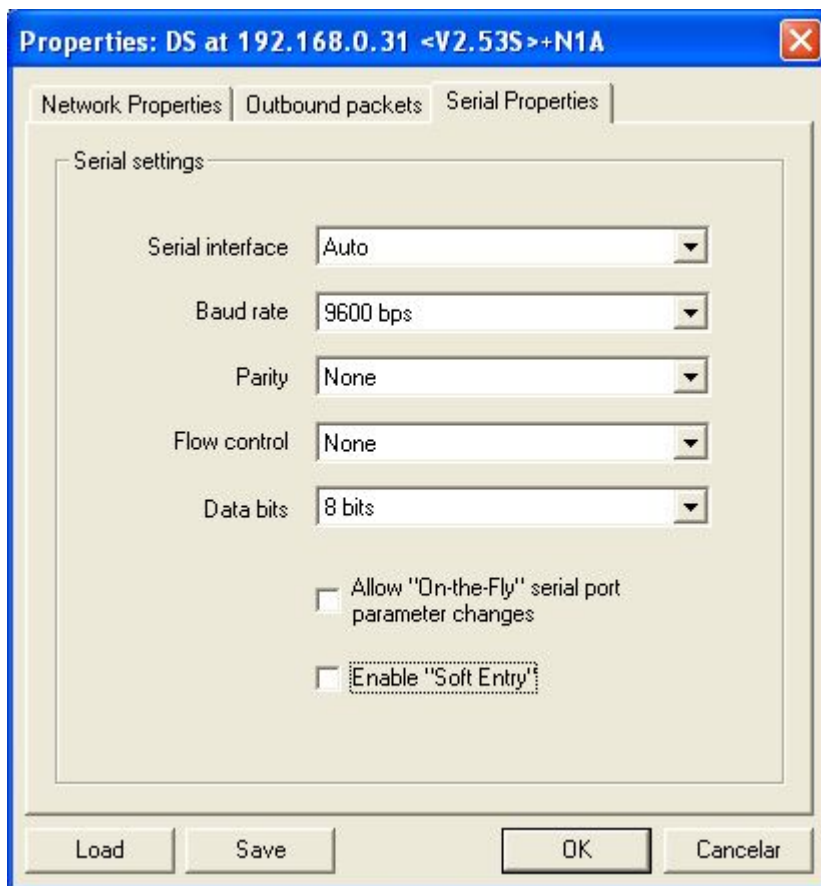 Properties: DS at 192.168.0.31 <V2.53S>+N1A
Network Properties Outbound packets Serial Properties
Serial settings
Serial interface Auto
Baud rate 9600 bps
Parity None
Flow control None
Data bits 8 bits
Allow "On-the-Fly" serial port
parameter changes
Enable "Soft Entry"
Load Save OK Cancelar